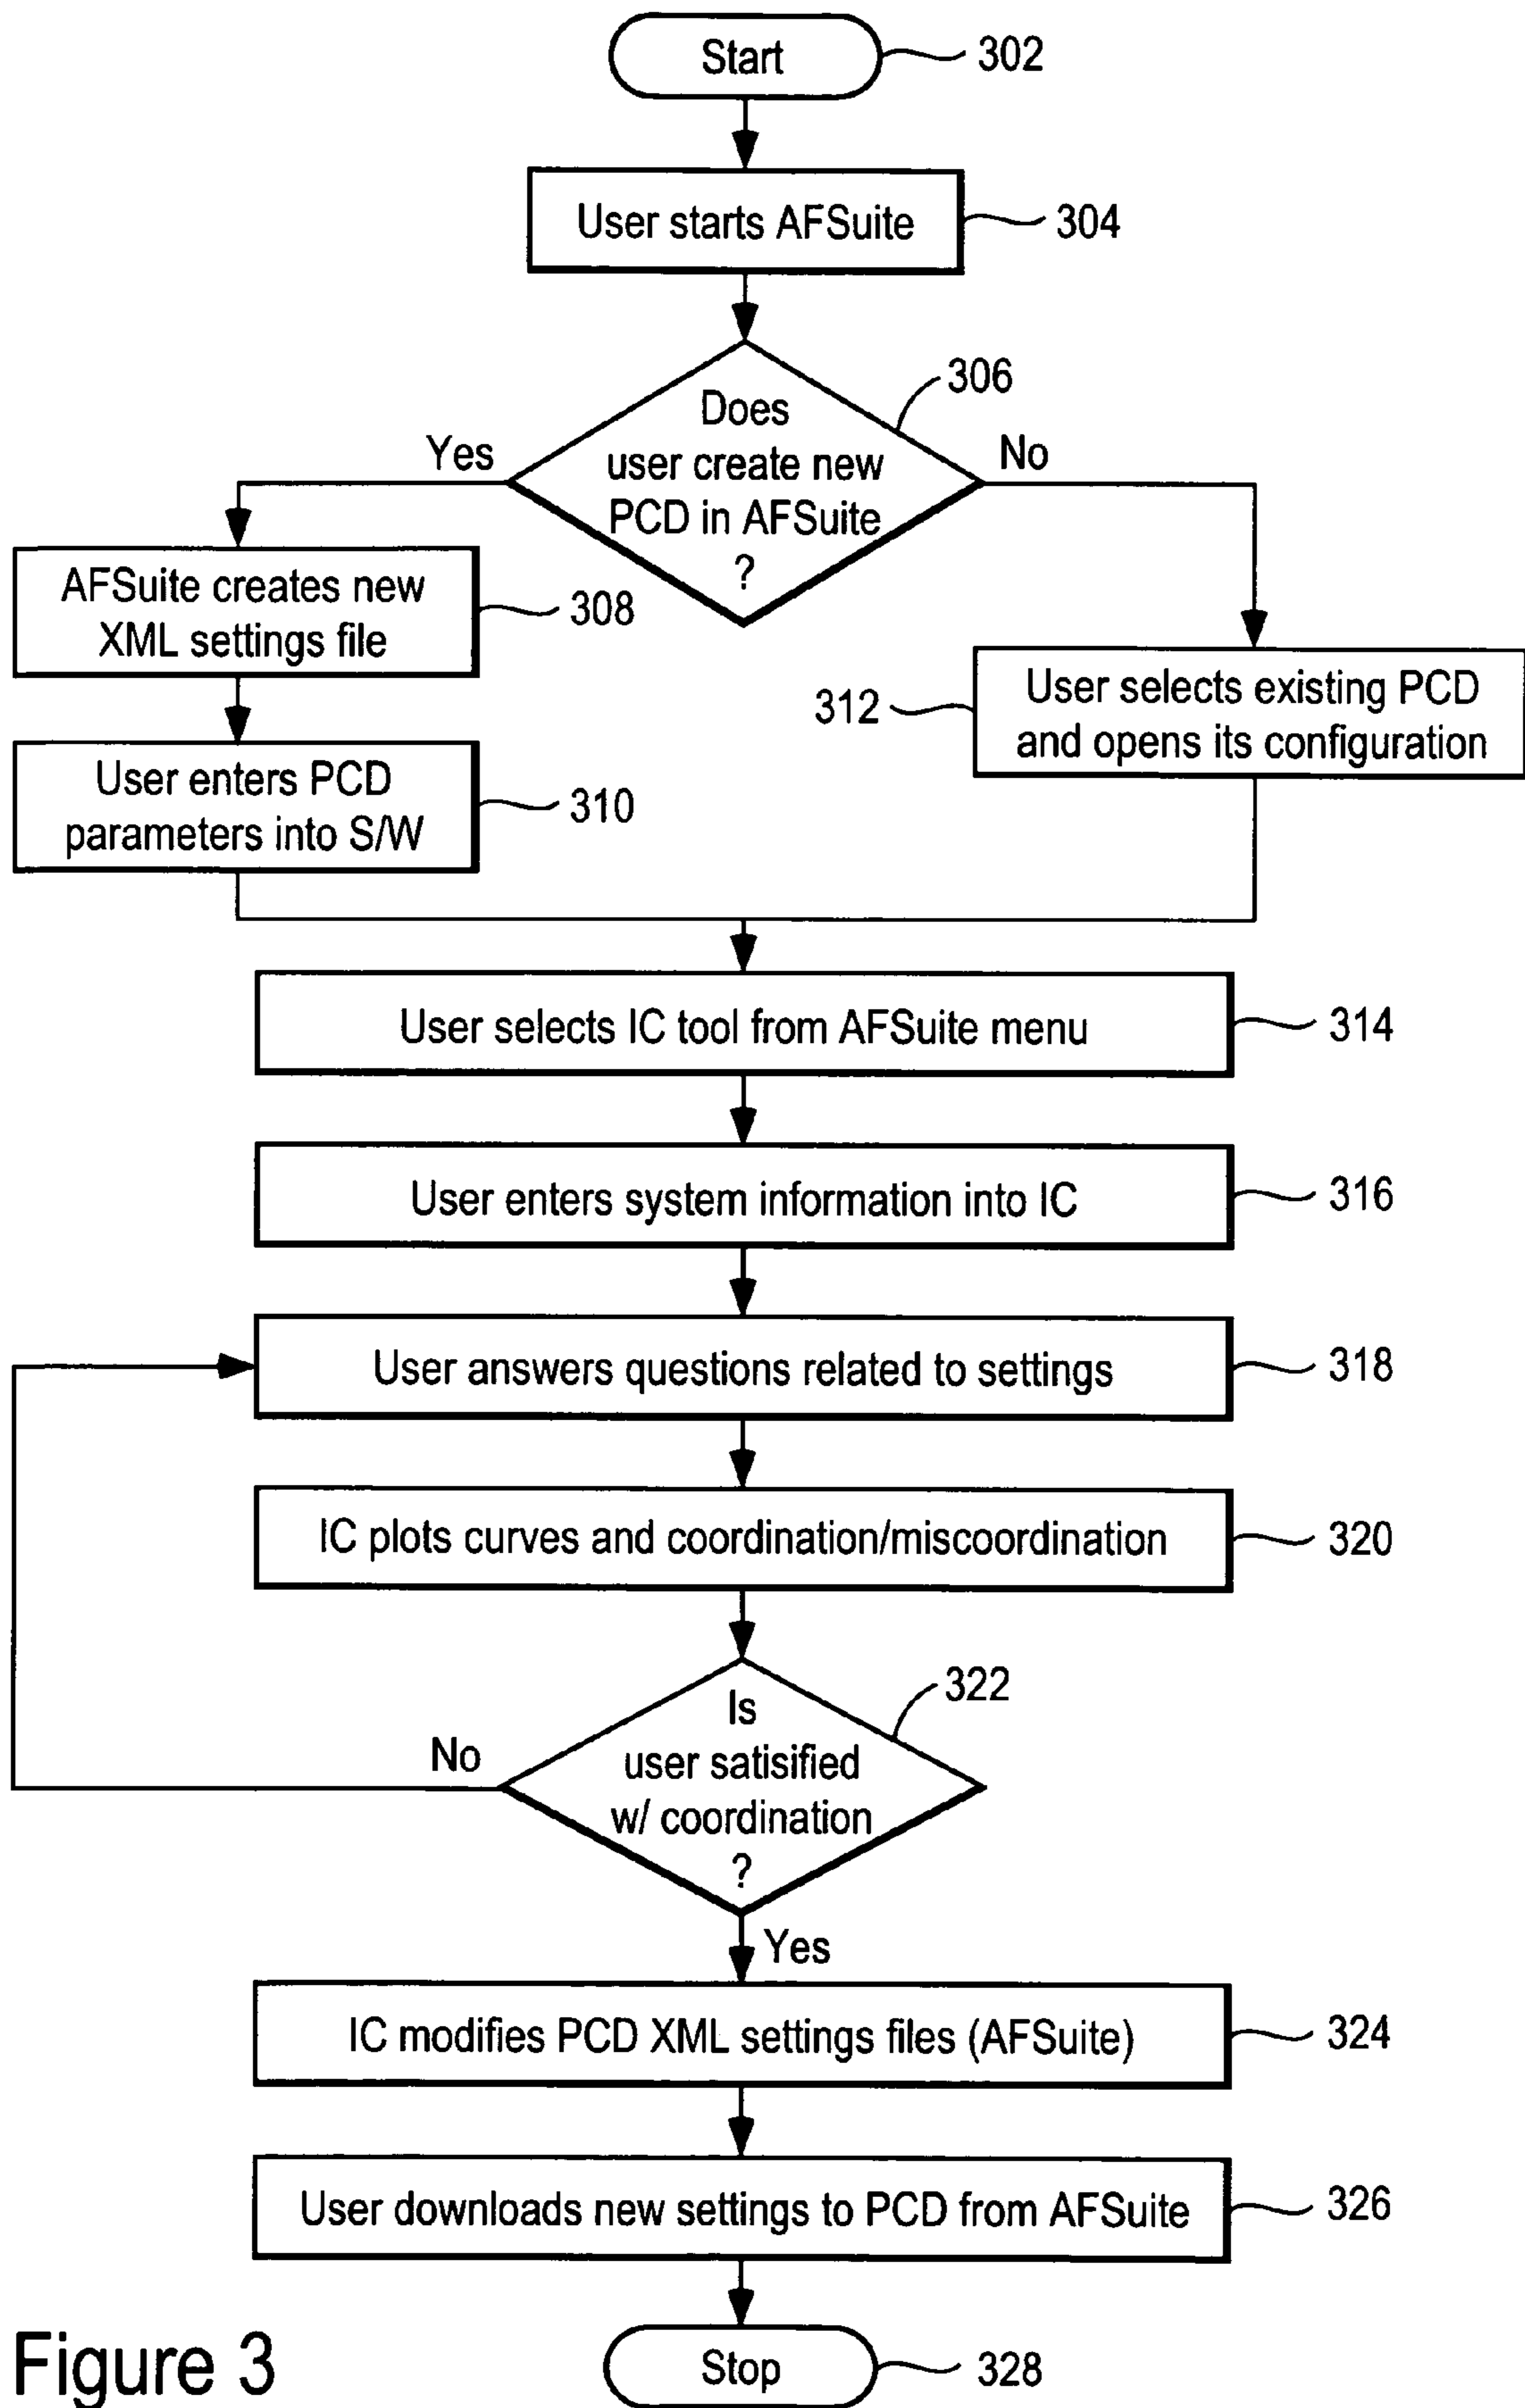 Start
302
User starts AFSuite
304
306
Does
user create new
PCD in AFSuite
?
Yes
No
AFSuite creates new
XML settings file
308
User enters PCD
parameters into S/W
310
312
User selects existing PCD
and opens its configuration
User selects IC tool from AFSuite menu
314
User enters system information into IC
316
User answers questions related to settings
318
IC plots curves and coordination/miscoordination
320
322
Is
user satisified
w/ coordination
?
No
Yes
IC modifies PCD XML settings files (AFSuite)
324
User downloads new settings to PCD from AFSuite
326
Stop
328
Figure 3